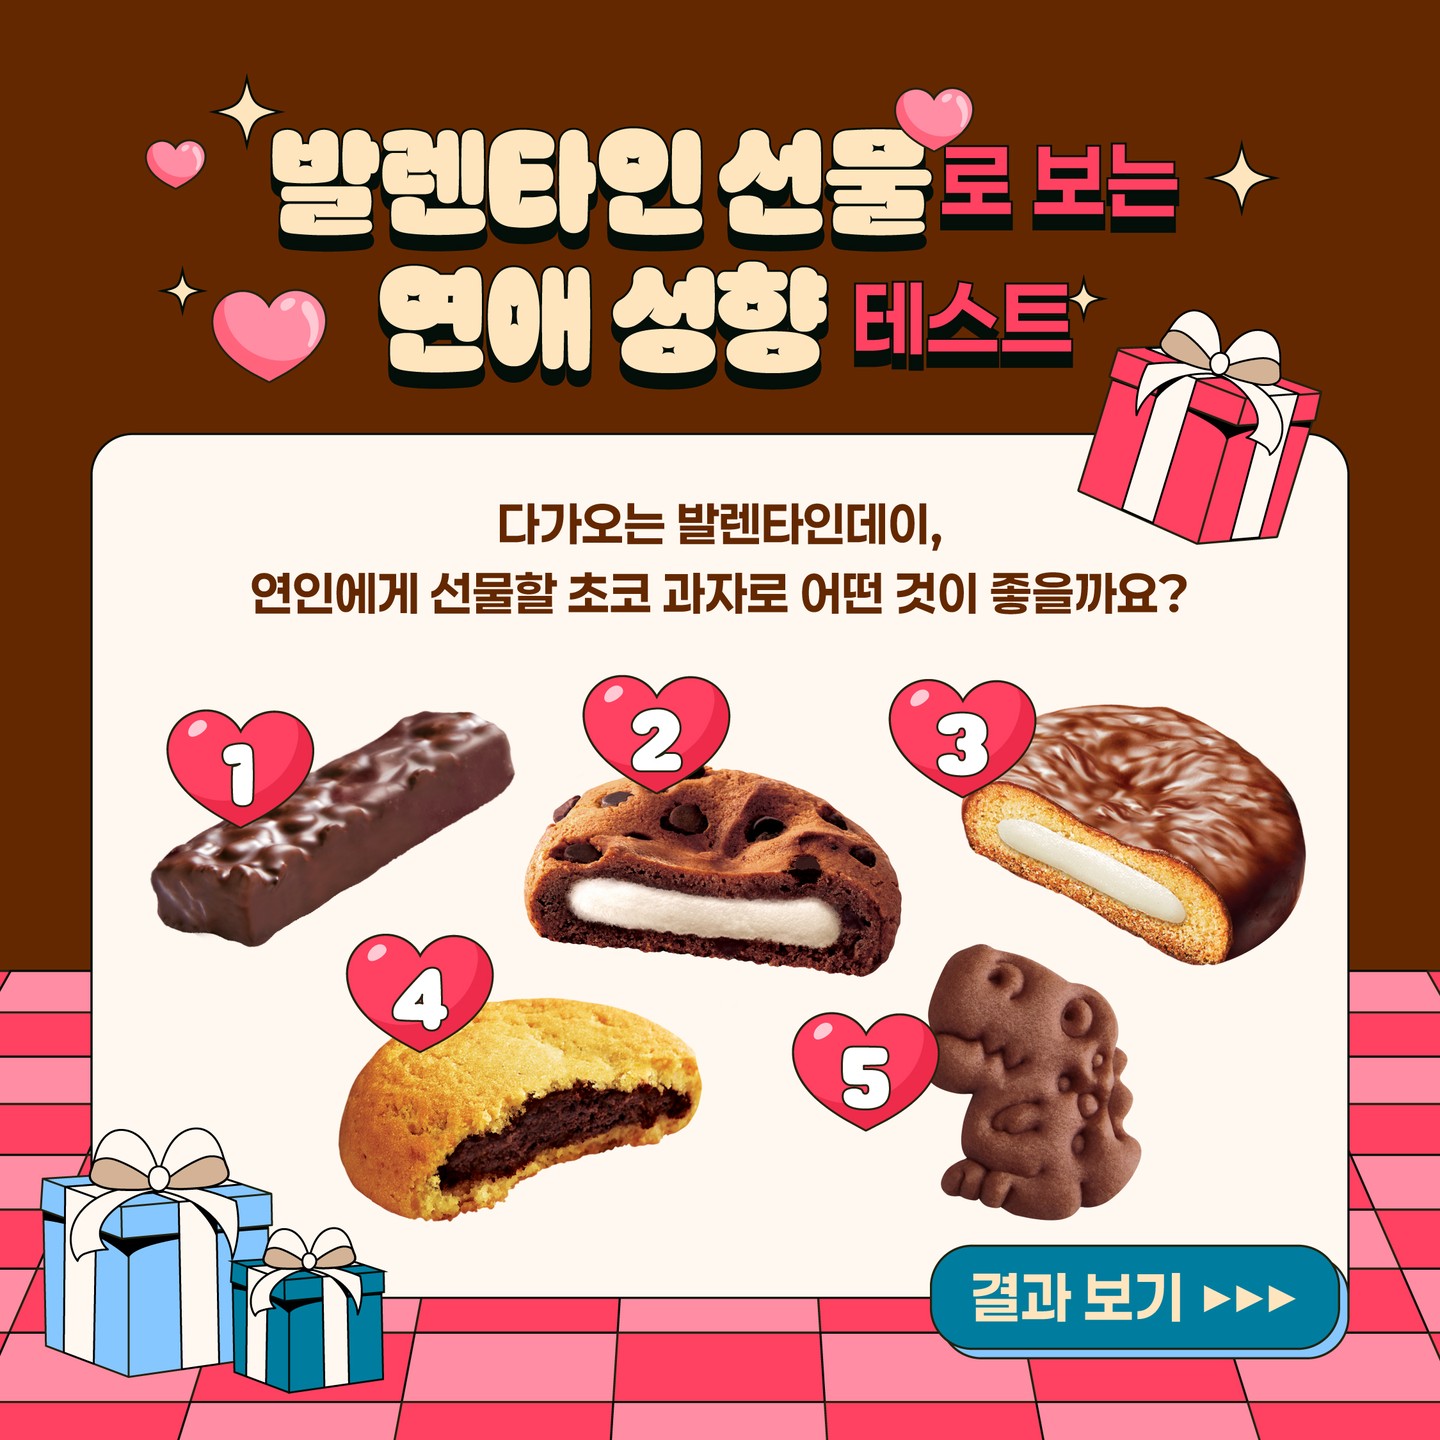 발렌타인 선물로 보는
연애 성향 테스트
다가오는 발렌타인데이,
연인에게 선물할 초코 과자로 어떤 것이 좋을까요?
1
2
3
4
5
결과 보기 ▶▶▶